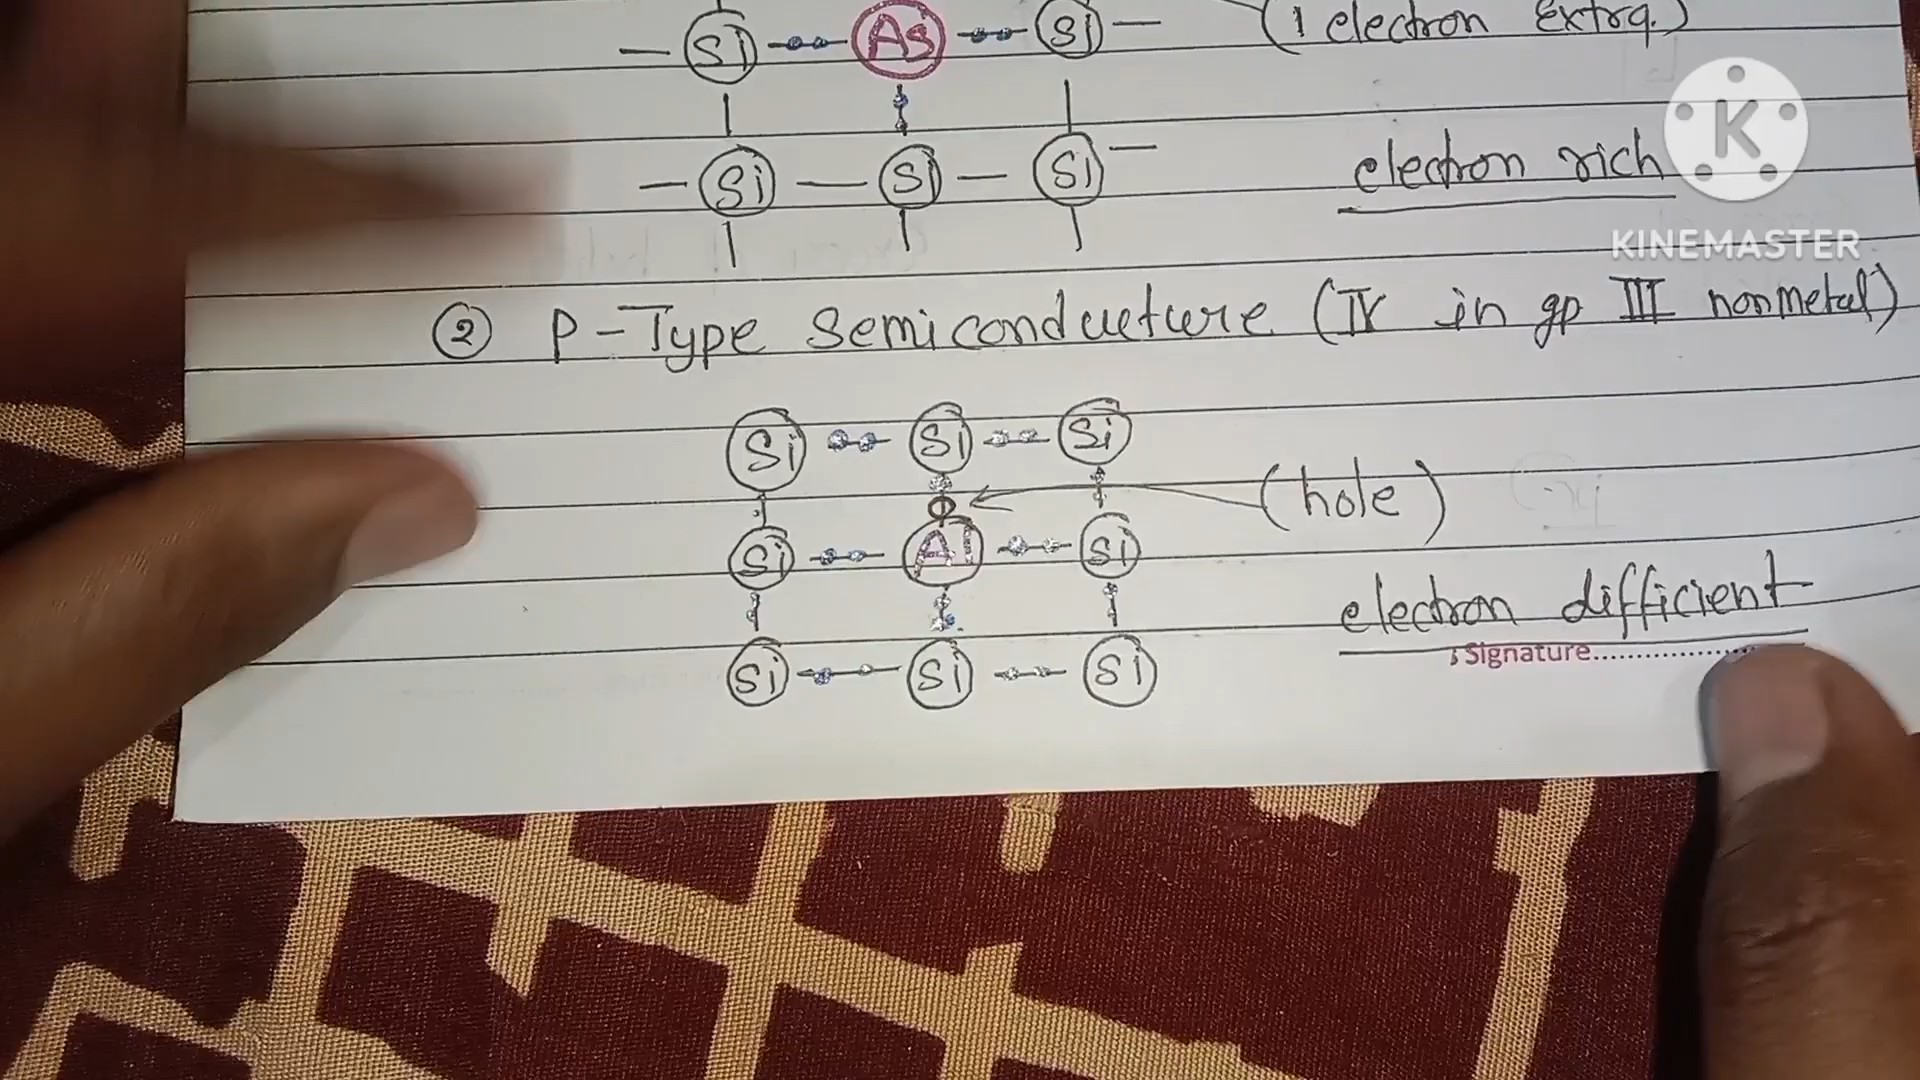 Si As Si (1 electron Extra.)
K
electron rich
Si Si Si
KINEMASTER
2 P-Type Semiconducture (IV in gp III nonmetal)
Si Si Si
(hole)
Si Al Si
electron difficient
Signature........................
Si Si Si